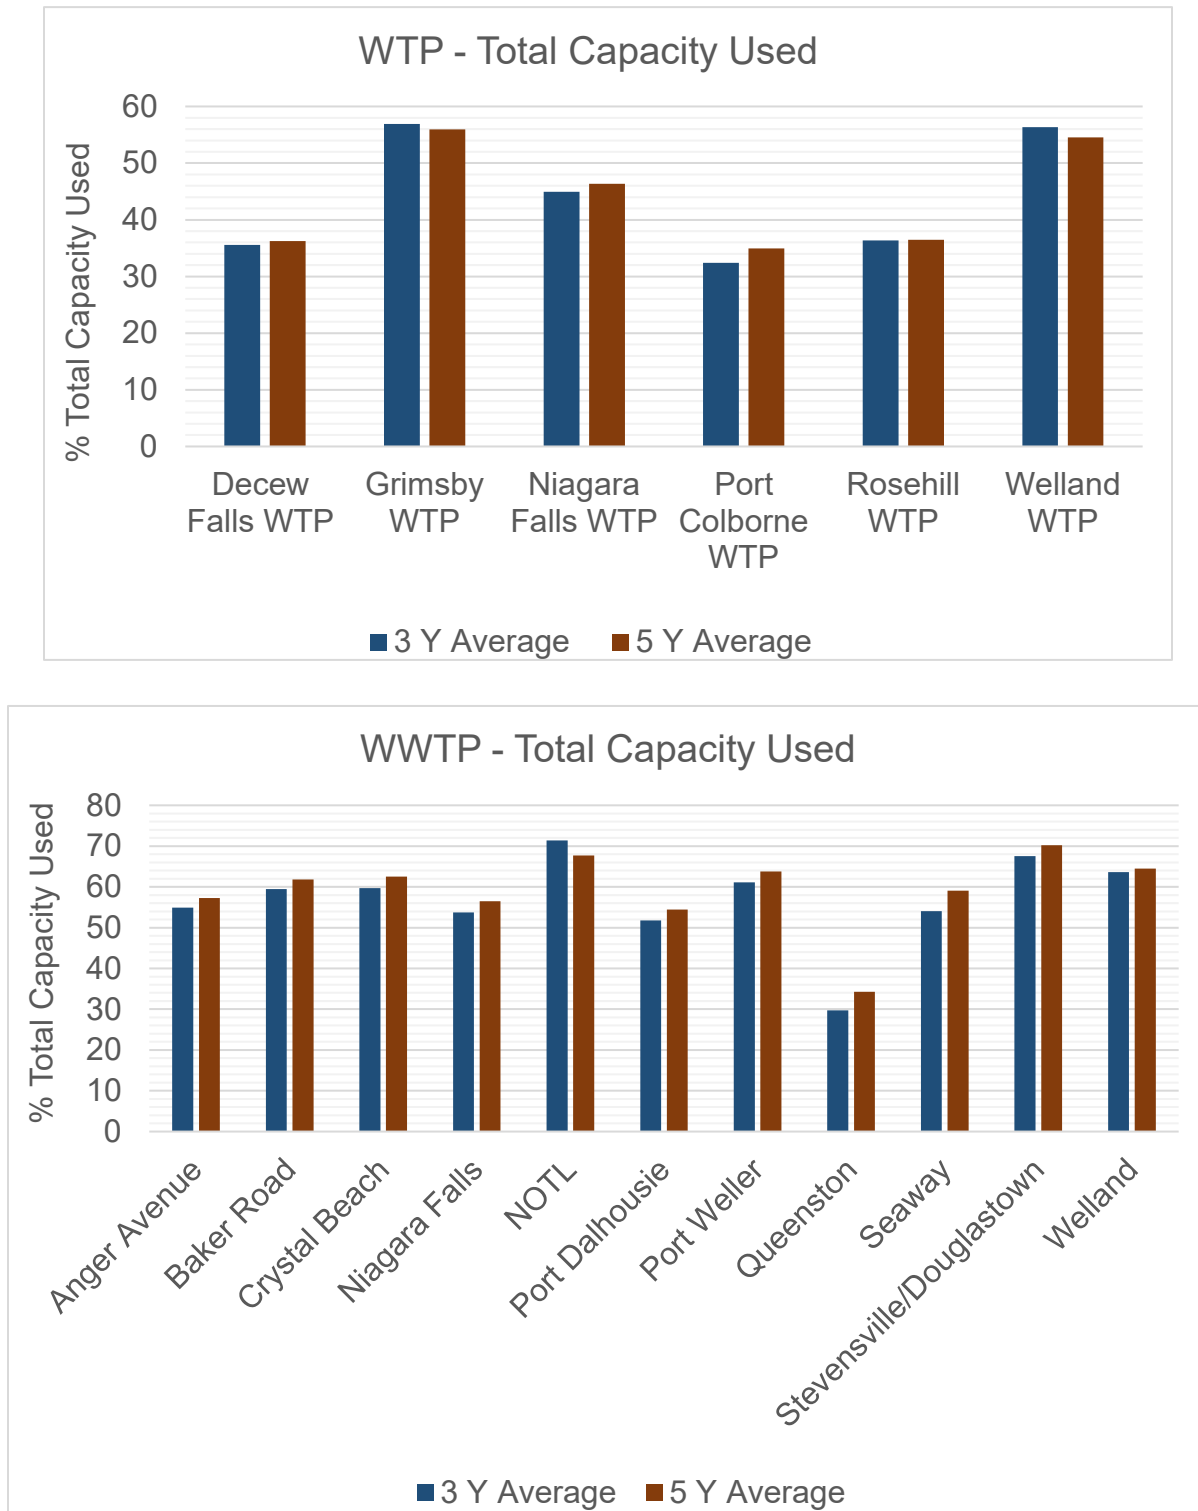 WTP - Total Capacity Used
% Total Capacity Used
60
50
40
30
20
10
0
Decew Falls WTP
Grimsby WTP
Niagara Falls WTP
Port Colborne WTP
Rosehill WTP
Welland WTP
3 Y Average
5 Y Average
WWTP - Total Capacity Used
% Total Capacity Used
80
70
60
50
40
30
20
10
0
Anger Avenue
Baker Road
Crystal Beach
Niagara Falls
NOTL
Port Dalhousie
Port Weller
Queenston
Seaway
Stevensville/Douglastown
Welland
3 Y Average
5 Y Average